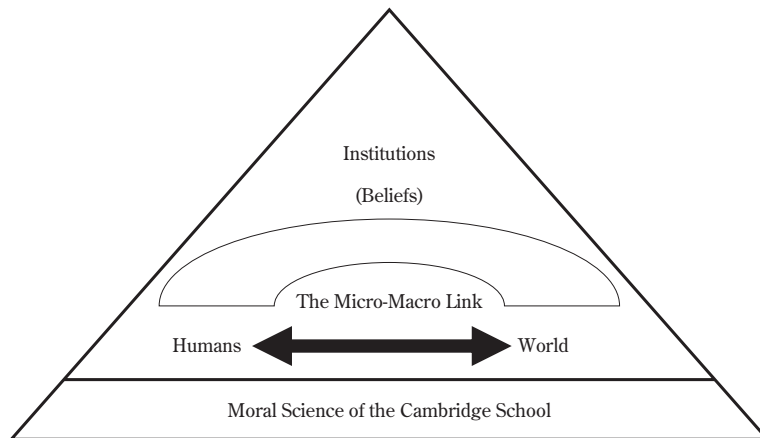 Institutions
(Beliefs)
The Micro-Macro Link
Humans World
Moral Science of the Cambridge School